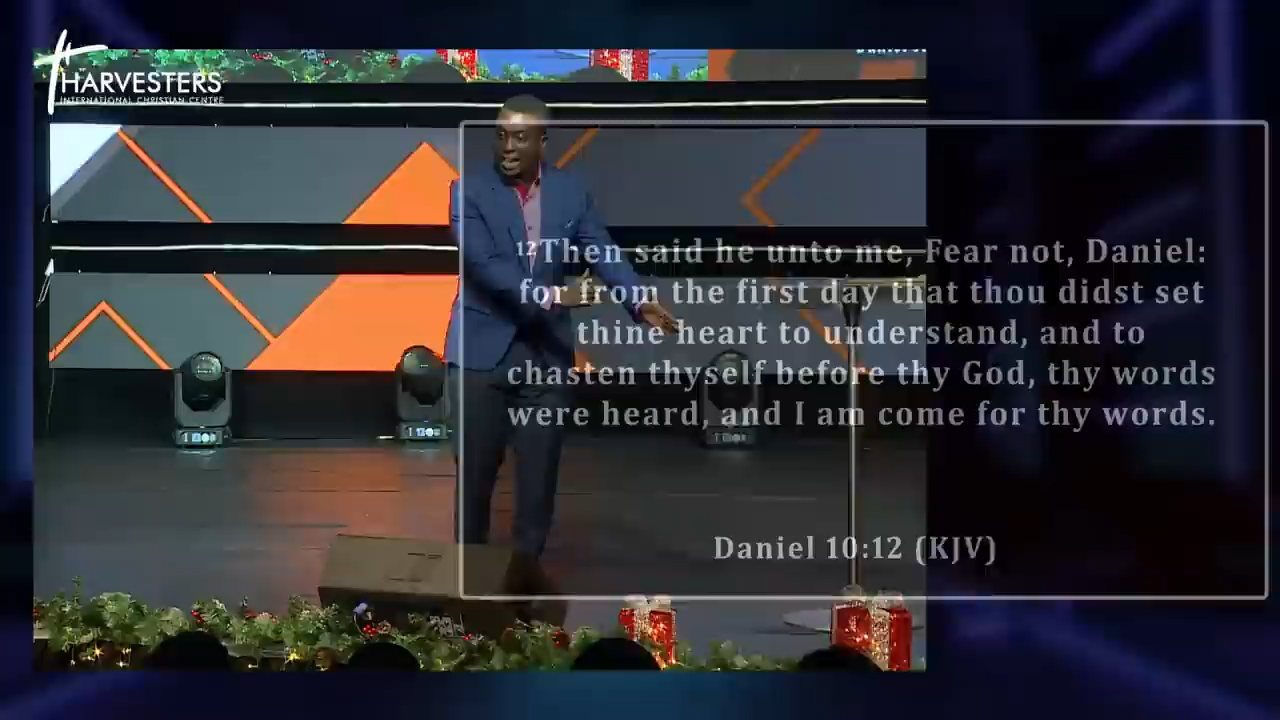 HARVESTERS
INTERNATIONAL CHRISTIAN CENTRE
¹²Then said he unto me, Fear not, Daniel:
for from the first day that thou didst set
thine heart to understand, and to
chasten thyself before thy God, thy words
were heard, and I am come for thy words.
Daniel 10:12 (KJV)